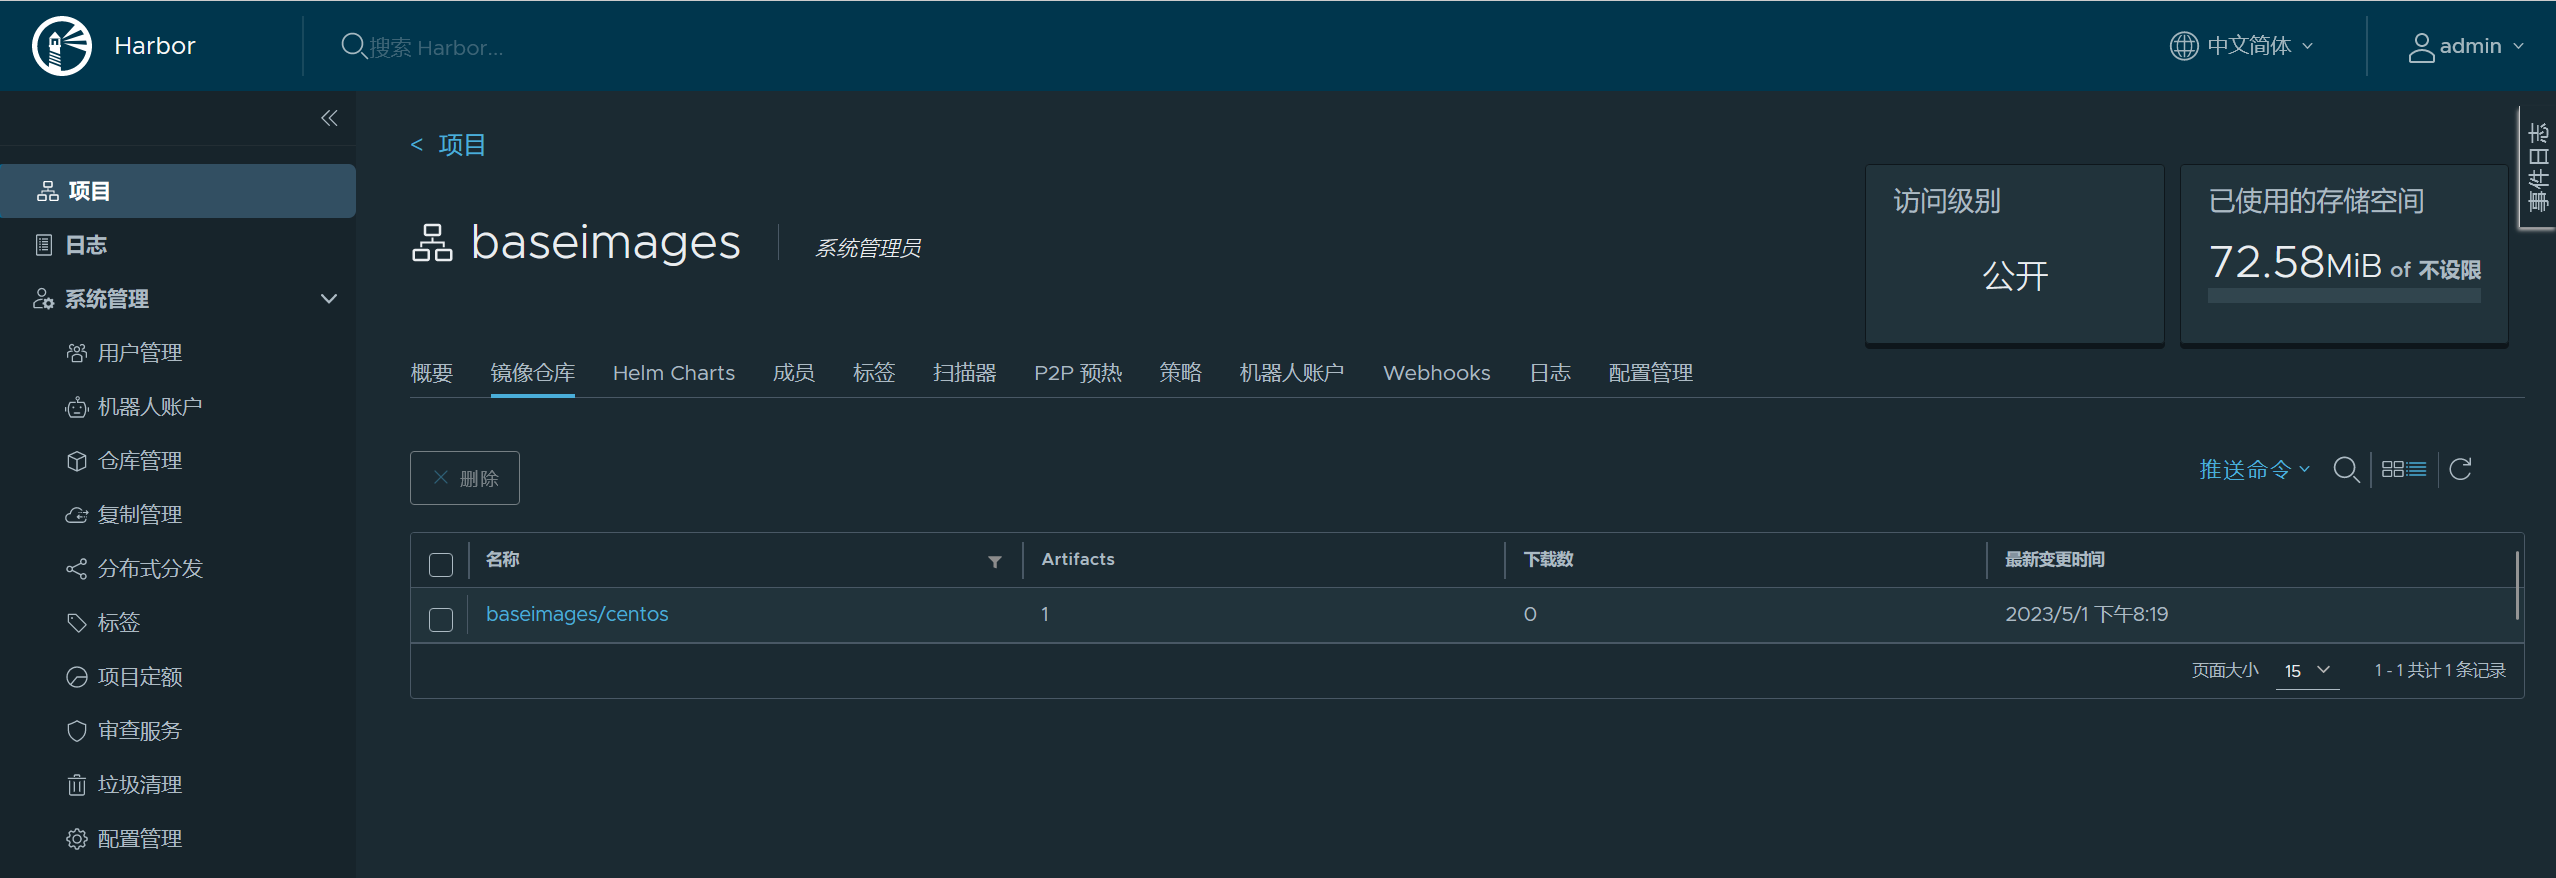 Harbor
搜索 Harbor...
中文简体
admin
项目
日志
系统管理
用户管理
机器人账户
仓库管理
复制管理
分布式分发
标签
项目定额
审查服务
垃圾清理
配置管理
< 项目
baseimages
系统管理员
访问级别
公开
已使用的存储空间
72.58MiB of 不设限
事件日志
概要 镜像仓库 Helm Charts 成员 标签 扫描器 P2P 预热 策略 机器人账户 Webhooks 日志 配置管理
删除
推送命令
名称 Artifacts 下载数 最新变更时间
baseimages/centos 1 0 2023/5/1 下午8:19
页面大小 15 1 - 1 共计 1 条记录